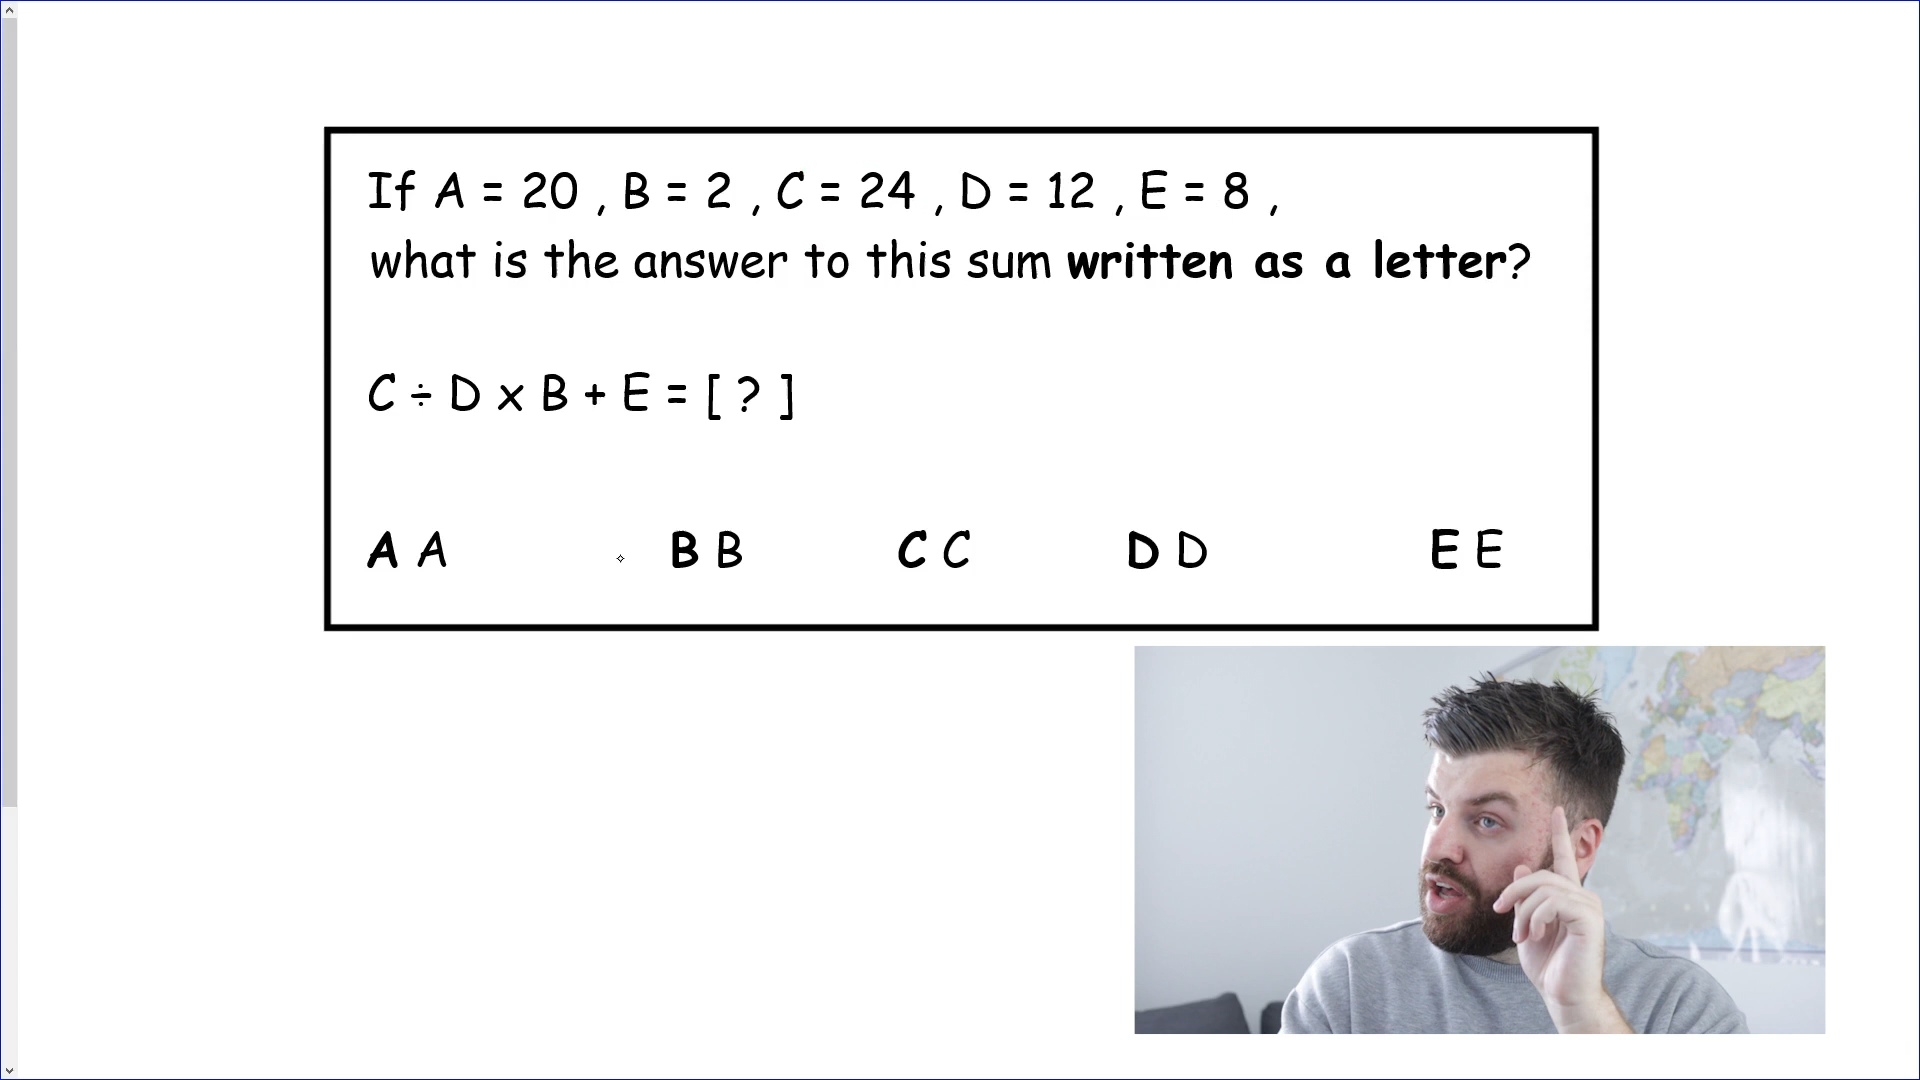 If A = 20 , B = 2 , C = 24 , D = 12 , E = 8 ,
what is the answer to this sum written as a letter?
C ÷ D x B + E = [ ? ]
A A B B C C D D E E